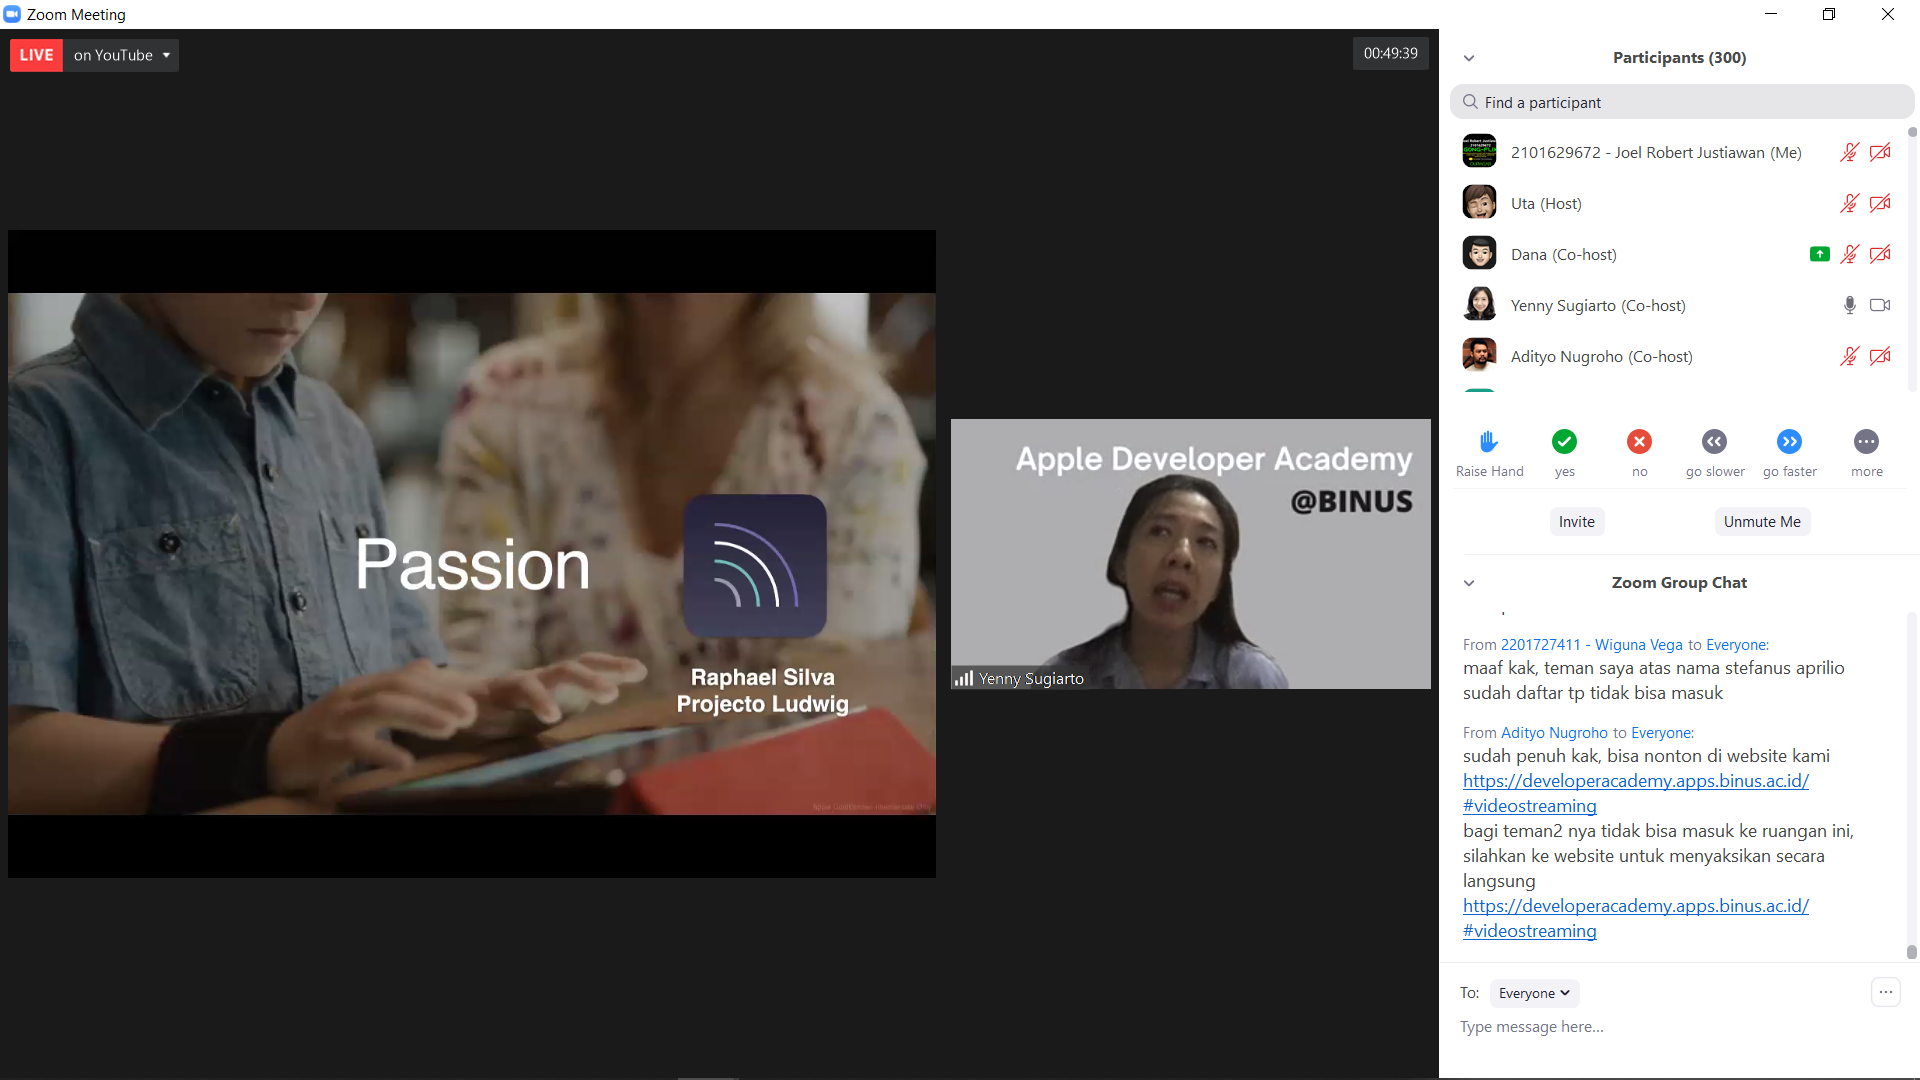 Zoom Meeting
LIVE on YouTube
00:49:39
Passion
Raphael Silva
Projecto Ludwig
Apple Developer Academy
@BINUS
Yenny Sugiarto
Participants (300)
Find a participant
2101629672 - Joel Robert Justiawan (Me)
Uta (Host)
Dana (Co-host)
Yenny Sugiarto (Co-host)
Adityo Nugroho (Co-host)
Raise Hand
yes
no
go slower
go faster
more
Invite
Unmute Me
Zoom Group Chat
From 2201727411 - Wiguna Vega to Everyone:
maaf kak, teman saya atas nama stefanus aprilio
sudah daftar tp tidak bisa masuk
From Adityo Nugroho to Everyone:
sudah penuh kak, bisa nonton di website kami
https://developeracademy.apps.binus.ac.id/
#videostreaming
bagi teman2 nya tidak bisa masuk ke ruangan ini,
silahkan ke website untuk menyaksikan secara
langsung
https://developeracademy.apps.binus.ac.id/
#videostreaming
To: Everyone
Type message here...